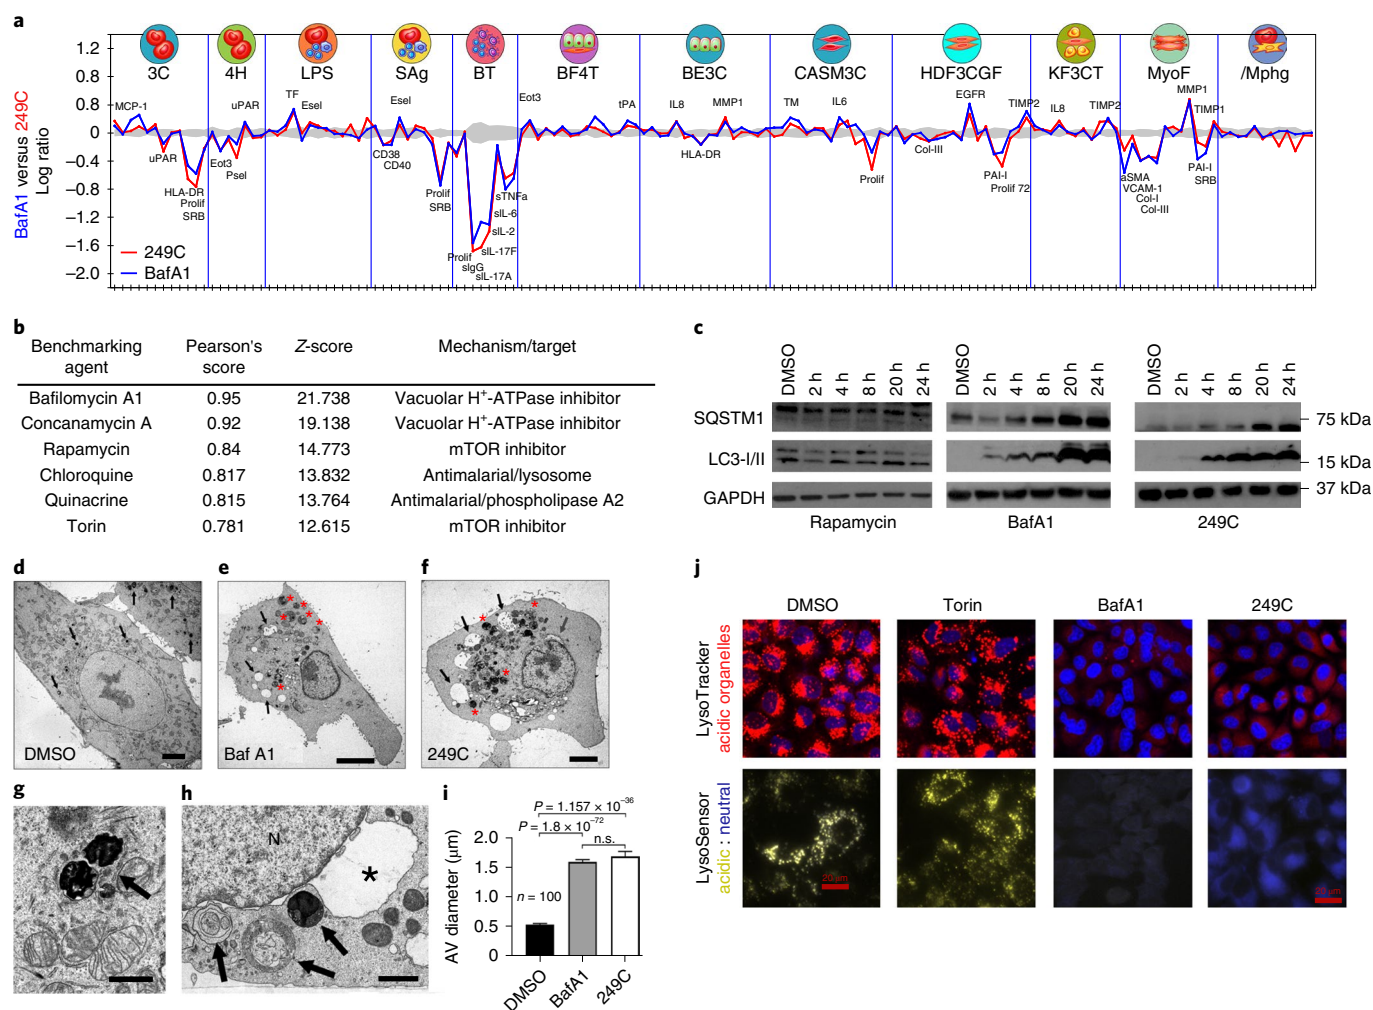 a
3C 4H LPS SAg BT BF4T BE3C CASM3C HDF3CGF KF3CT MyoF /Mphg
BafA1 versus 249C
Log ratio
1.2
0.8
0.4
0
−0.4
−0.8
−1.2
−1.6
−2.0
MCP-1
uPAR
HLA-DR
Prolif
SRB
Eot3
uPAR
Psel
TF
Esel
Esel
CD38
CD40
Prolif
SRB
Prolif
sIgG
sIL-17A
sIL-17F
sIL-2
sIL-6
sTNFa
Eot3
tPA
IL8
HLA-DR
MMP1
TM
IL6
Prolif
Col-III
EGFR
PAI-I
Prolif 72
TIMP2
IL8
TIMP2
aSMA
VCAM-1
Col-I
Col-III
MMP1
TIMP1
PAI-I
SRB
249C
BafA1
b
Benchmarking agent Pearson's score Z-score Mechanism/target
Bafilomycin A1 0.95 21.738 Vacuolar H+-ATPase inhibitor
Concanamycin A 0.92 19.138 Vacuolar H+-ATPase inhibitor
Rapamycin 0.84 14.773 mTOR inhibitor
Chloroquine 0.817 13.832 Antimalarial/lysosome
Quinacrine 0.815 13.764 Antimalarial/phospholipase A2
Torin 0.781 12.615 mTOR inhibitor
c
DMSO 2 h 4 h 8 h 20 h 24 h DMSO 2 h 4 h 8 h 20 h 24 h DMSO 2 h 4 h 8 h 20 h 24 h
SQSTM1 75 kDa
LC3-I/II 15 kDa
GAPDH 37 kDa
Rapamycin BafA1 249C
d
DMSO
e
Baf A1
f
249C
g
h
N
*
i
AV diameter (μm)
2.0
1.5
1.0
0.5
0
P = 1.157 × 10−36
P = 1.8 × 10−72
n.s.
n = 100
DMSO BafA1 249C
j
DMSO Torin BafA1 249C
LysoTracker
acidic organelles
LysoSensor
acidic : neutral
20 μm
20 μm